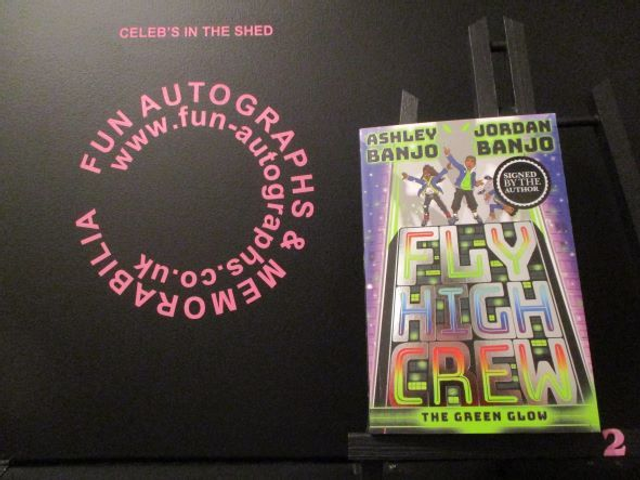 CELEB'S IN THE SHED
FUN AUTOGRAPHS & MEMORABILIA
www.fun-autographs.co.uk
ASHLEY BANJO
JORDAN BANJO
SIGNED
BY THE
AUTHOR
FLY
HIGH
CREW
THE GREEN GLOW
2